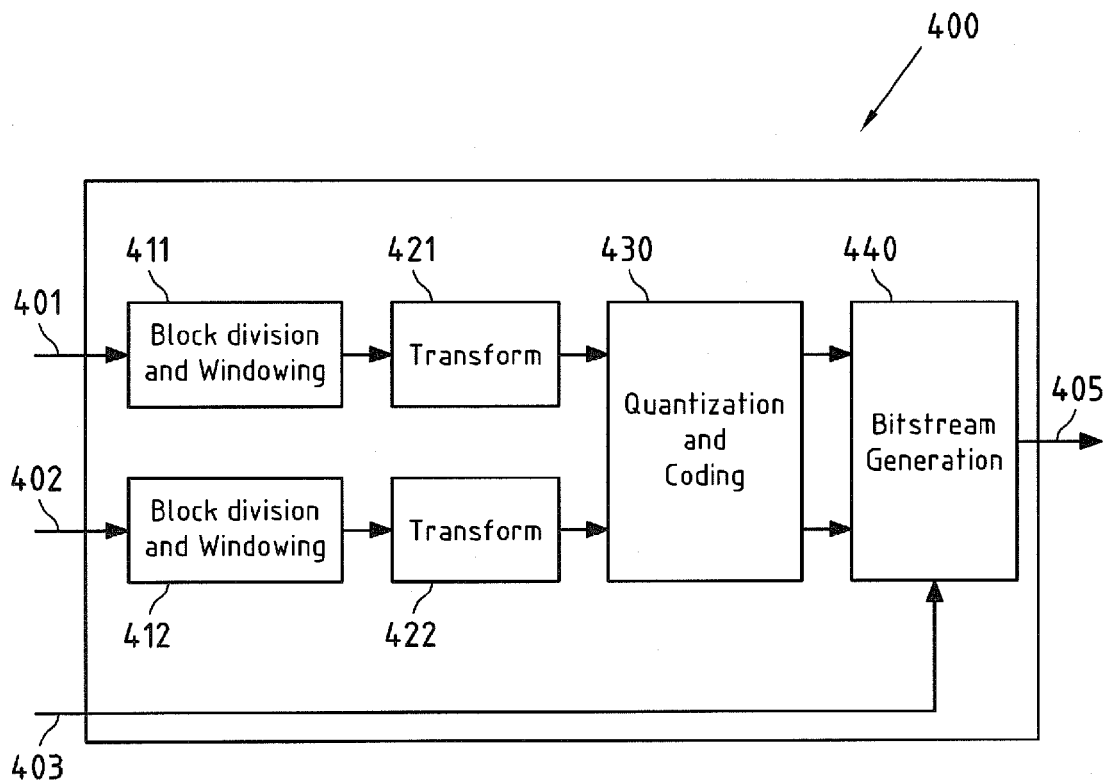 400
411
421
430
440
401
Block division
and Windowing
Transform
Quantization
and
Coding
Bitstream
Generation
405
402
Block division
and Windowing
Transform
412
422
403